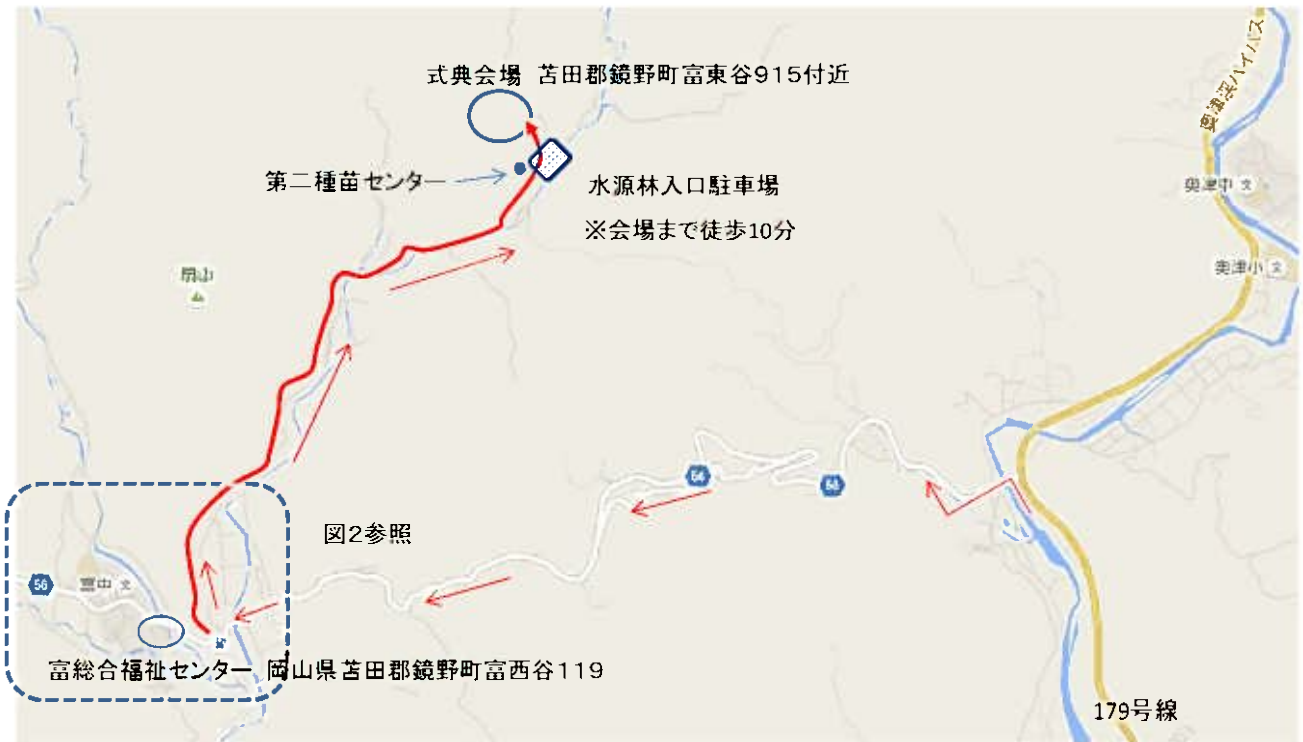 式典会場 苫田郡鏡野町富東谷915付近
第二種苗センター
水源林入口駐車場
※会場まで徒歩10分
奥津渓バイパス
奥津中 文
奥津小 文
扇山
56
56
図2参照
56
富中 文
富総合福祉センター 岡山県苫田郡鏡野町富西谷119
179号線